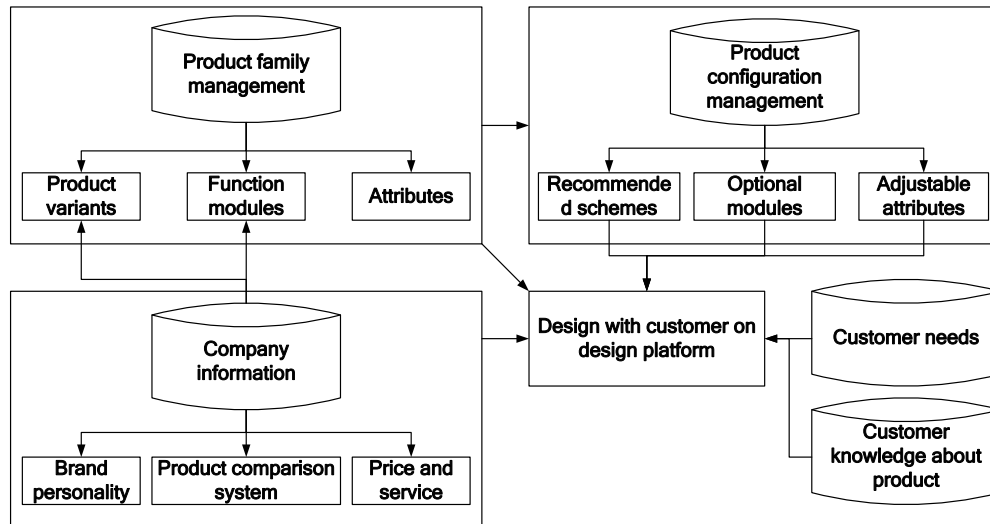 Product family
management
Product
variants
Function
modules
Attributes
Product
configuration
management
Recommende
d schemes
Optional
modules
Adjustable
attributes
Company
information
Brand
personality
Product comparison
system
Price and
service
Design with customer on
design platform
Customer needs
Customer
knowledge about
product